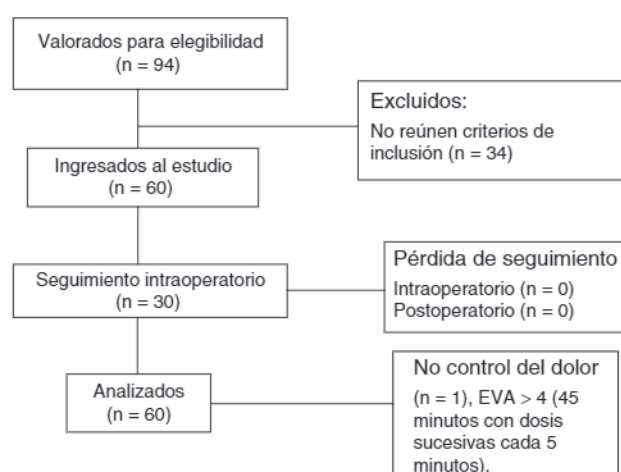 Valorados para elegibilidad
(n = 94)
Excluidos:
No reúnen criterios de
inclusión (n = 34)
Ingresados al estudio
(n = 60)
Pérdida de seguimiento
Intraoperatorio (n = 0)
Postoperatorio (n = 0)
Seguimiento intraoperatorio
(n = 30)
No control del dolor
(n = 1), EVA > 4 (45
minutos con dosis
sucesivas cada 5
minutos).
Analizados
(n = 60)